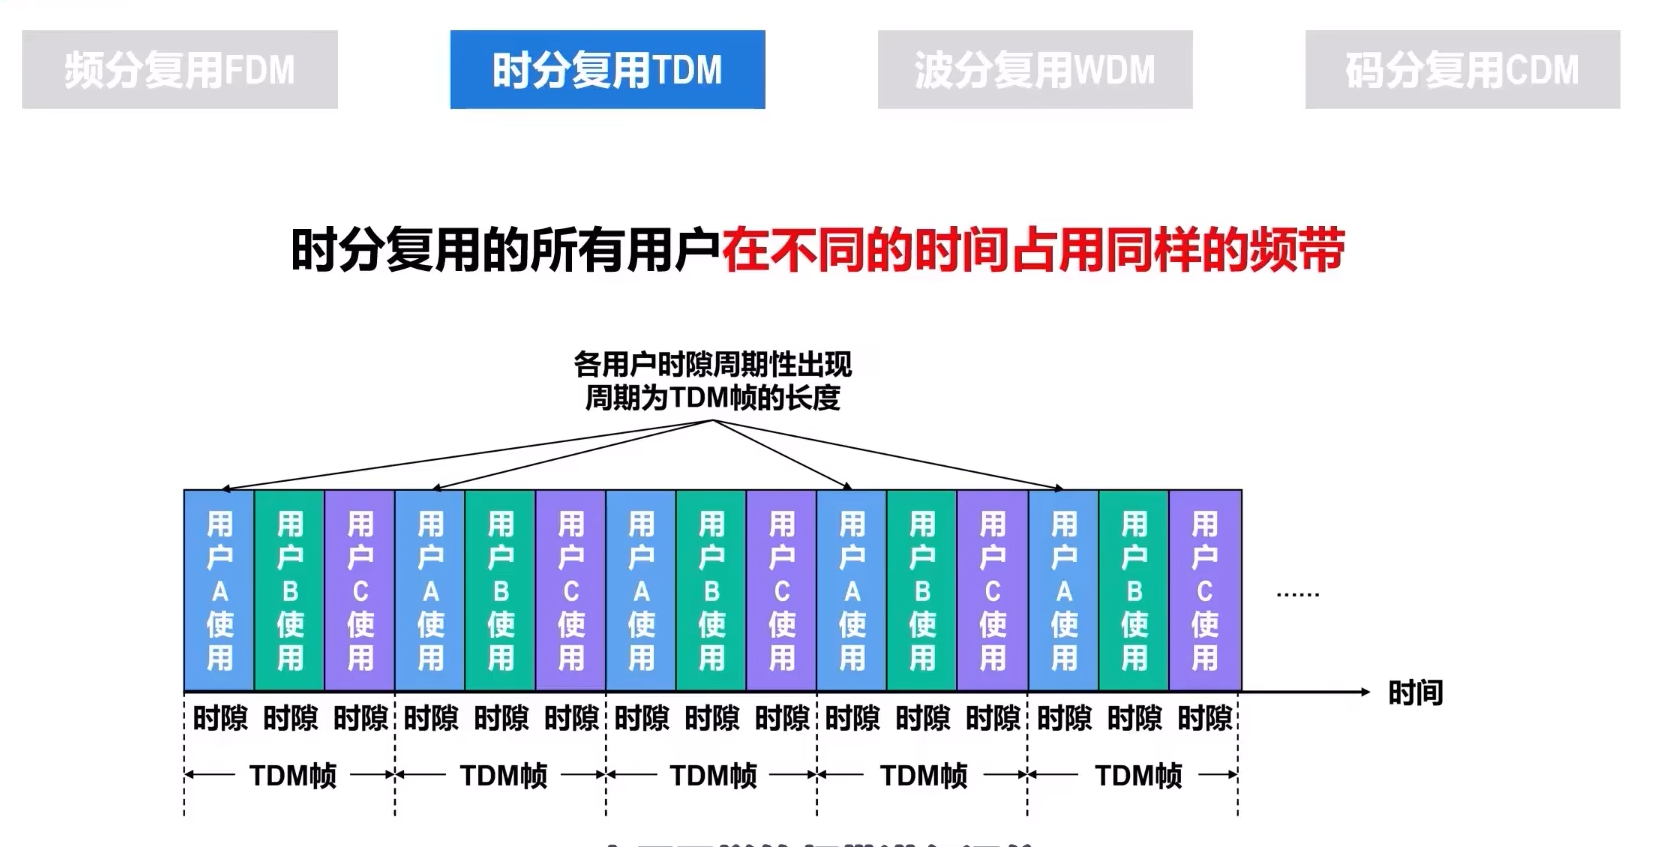 频分复用FDM
时分复用TDM
波分复用WDM
码分复用CDM
时分复用的所有用户在不同的时间占用同样的频带
各用户时隙周期性出现
周期为TDM帧的长度
用户A使用
用户B使用
用户C使用
用户A使用
用户B使用
用户C使用
用户A使用
用户B使用
用户C使用
用户A使用
用户B使用
用户C使用
用户A使用
用户B使用
用户C使用
……
时间
时隙 时隙 时隙 时隙 时隙 时隙 时隙 时隙 时隙 时隙 时隙 时隙 时隙 时隙 时隙
TDM帧 TDM帧 TDM帧 TDM帧 TDM帧